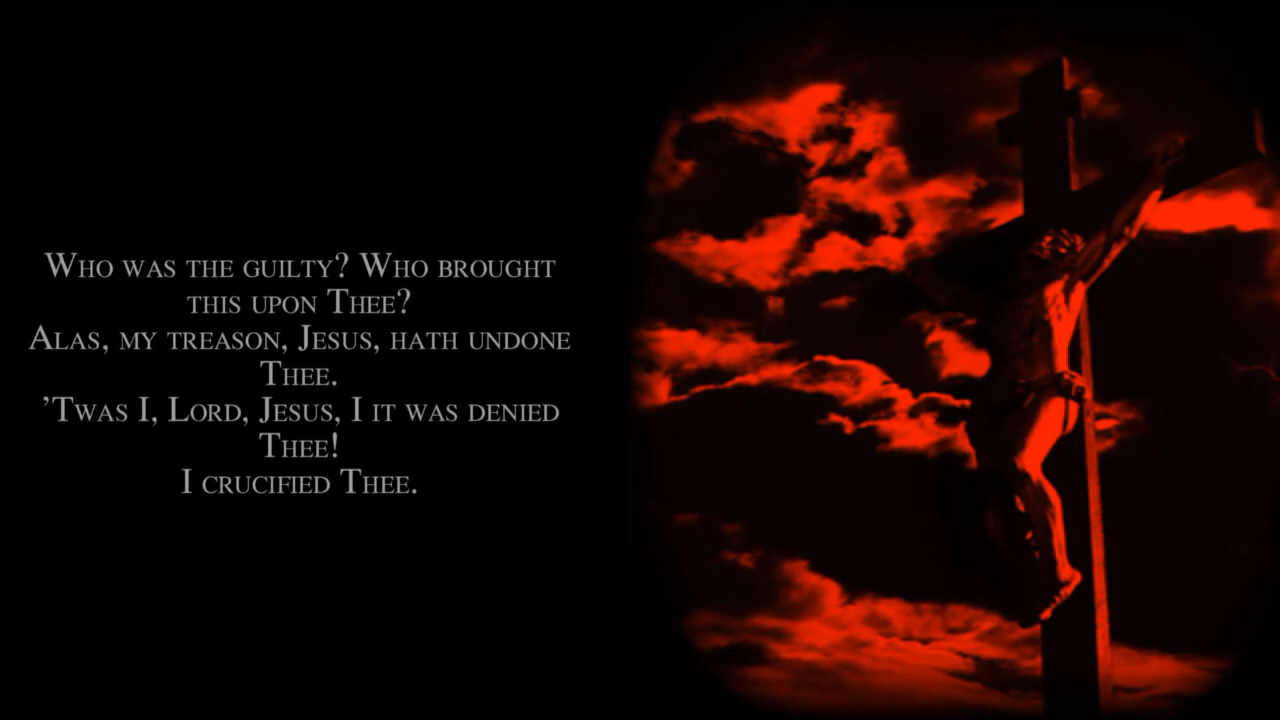 Who was the guilty? Who brought
this upon Thee?
Alas, my treason, Jesus, hath undone
Thee.
'Twas I, Lord, Jesus, I it was denied
Thee!
I crucified Thee.